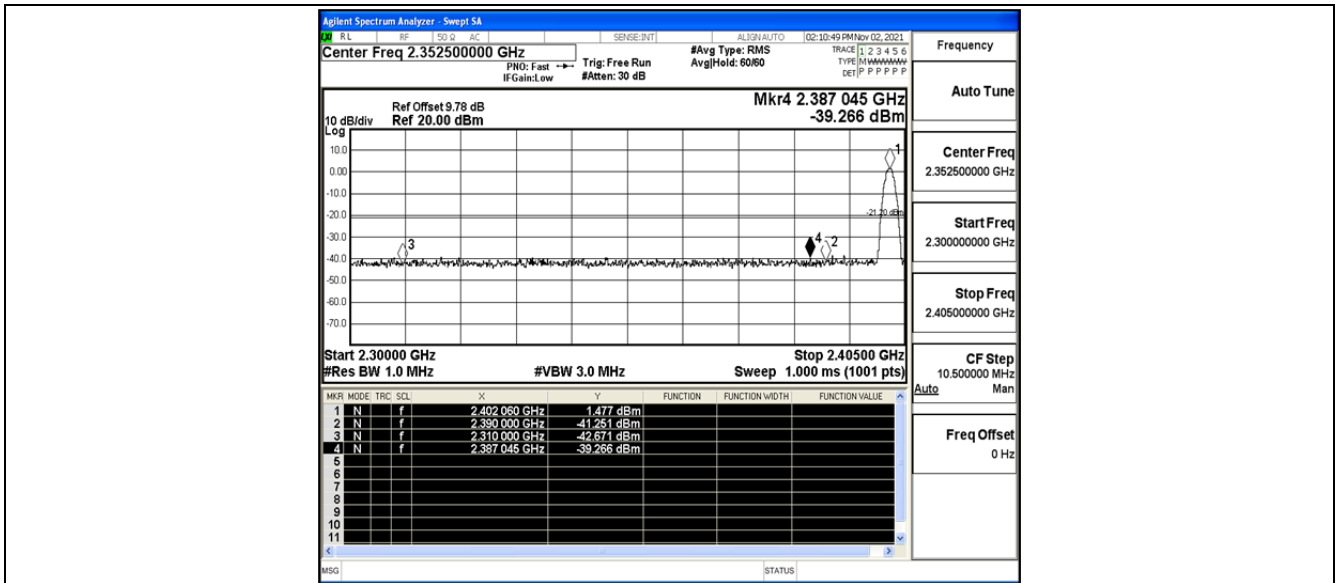 Agilent Spectrum Analyzer - Swept SA
LXI RL RF 50 Ω AC SENSE:INT ALIGNAUTO 02:10:49 PM Nov 02, 2021
Center Freq 2.352500000 GHz
PNO: Fast
IFGain:Low
Trig: Free Run
#Atten: 30 dB
#Avg Type: RMS
Avg|Hold: 60/60
TRACE 1 2 3 4 5 6
TYPE MWWWWW
DET P P P P P P
Mkr4 2.387 045 GHz
-39.266 dBm
Ref Offset 9.78 dB
10 dB/div Ref 20.00 dBm
Log
10.0
0.00
-10.0
-20.0
-30.0
-40.0
-50.0
-60.0
-70.0
1
-21.20 dBm
3
4
2
Start 2.30000 GHz Stop 2.40500 GHz
#Res BW 1.0 MHz #VBW 3.0 MHz Sweep 1.000 ms (1001 pts)
MKR MODE TRC SCL X Y FUNCTION FUNCTION WIDTH FUNCTION VALUE
1 N f 2.402 060 GHz 1.477 dBm
2 N f 2.390 000 GHz -41.251 dBm
3 N f 2.310 000 GHz -42.671 dBm
4 N f 2.387 045 GHz -39.266 dBm
5
6
7
8
9
10
11
MSG STATUS
Frequency
Auto Tune
Center Freq
2.352500000 GHz
Start Freq
2.300000000 GHz
Stop Freq
2.405000000 GHz
CF Step
10.500000 MHz
Auto Man
Freq Offset
0 Hz